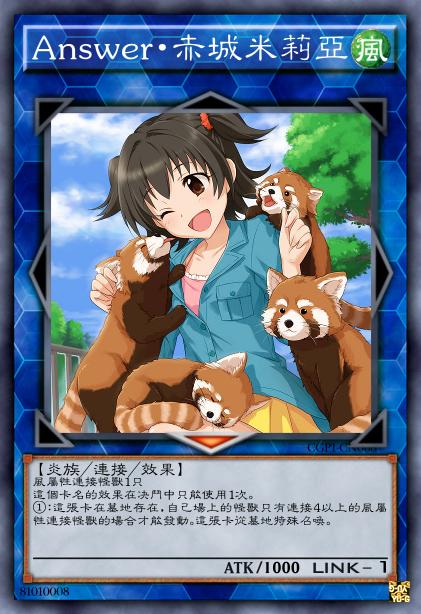 Answer・赤城米莉亞 風
【炎族/連接/效果】
風屬性連接怪獸1只
這個卡名的效果在決鬥中只能使用1次。
①:這張卡在墓地存在,自己場上的怪獸只有連接4以上的風屬
性連接怪獸的場合才能發動。這張卡從墓地特殊召喚。
ATK/1000 LINK-1
81010008